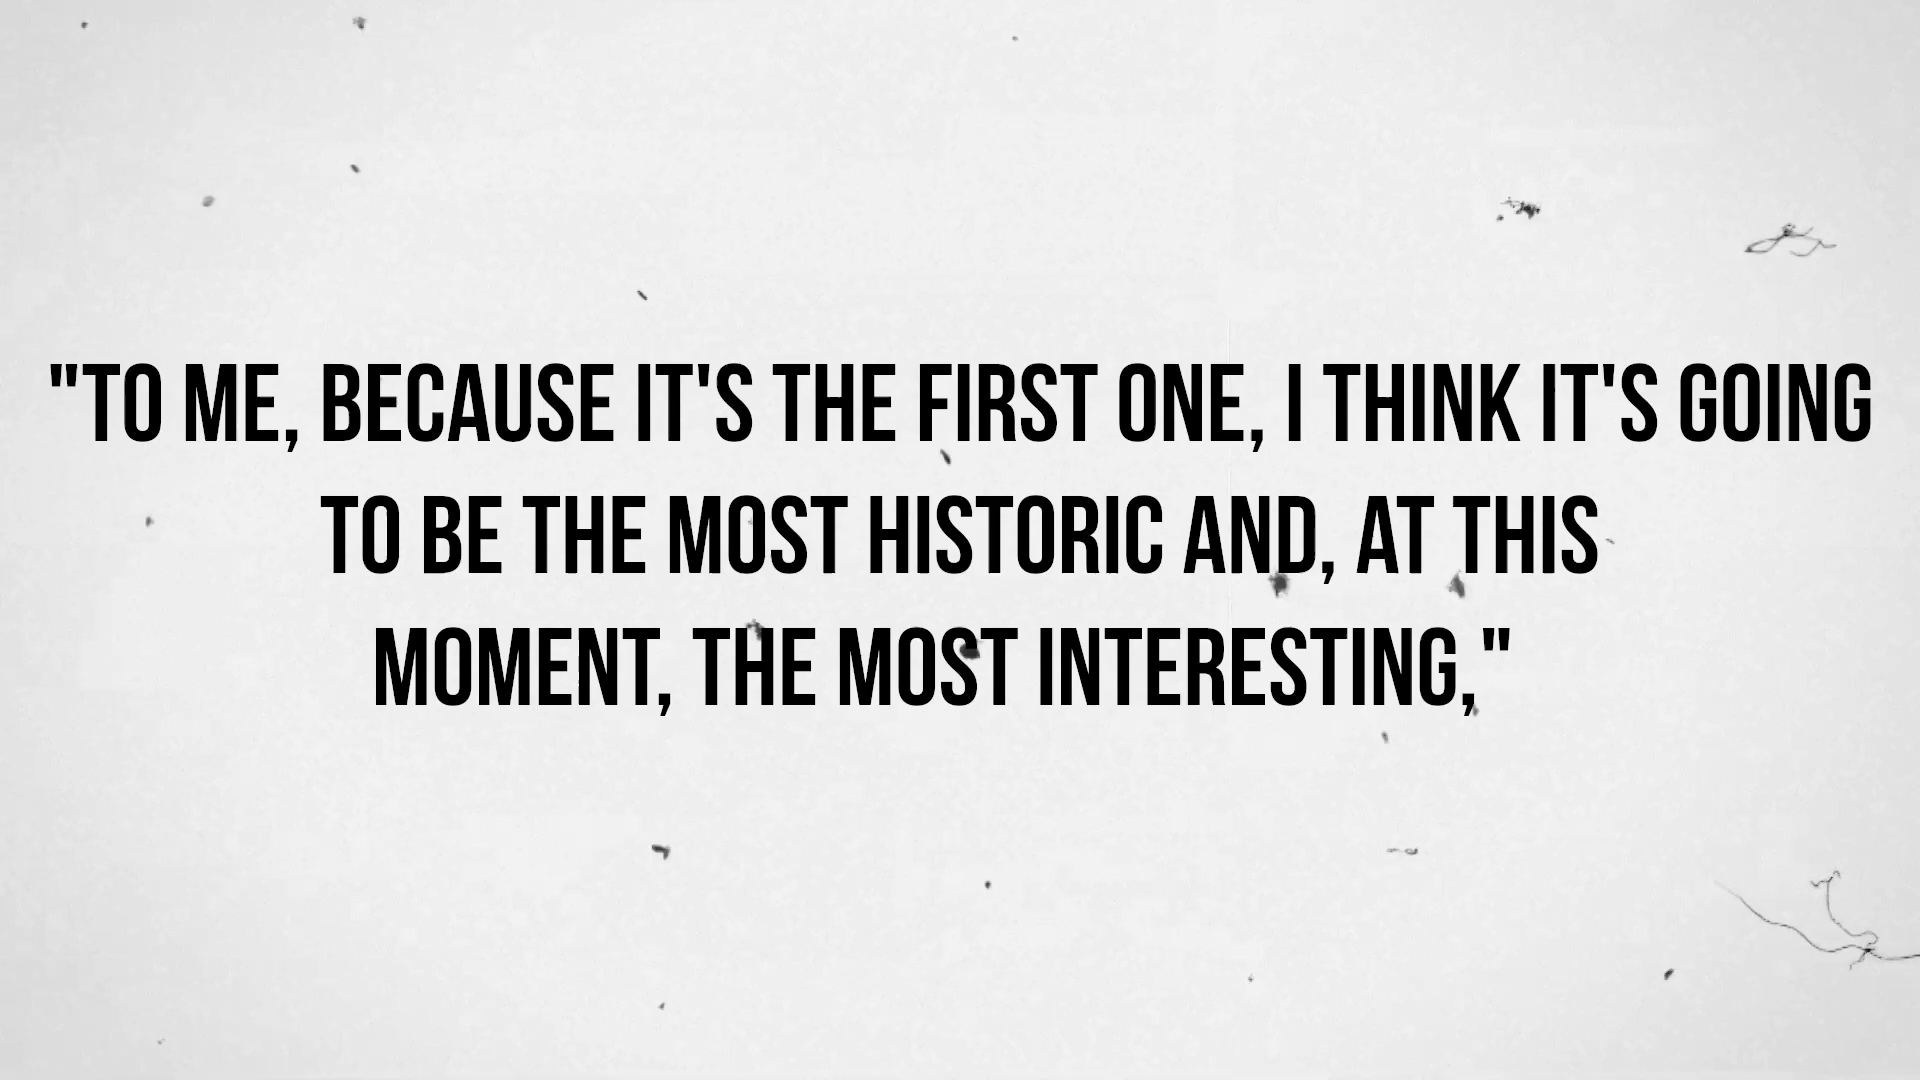 "TO ME, BECAUSE IT'S THE FIRST ONE, I THINK IT'S GOING
TO BE THE MOST HISTORIC AND, AT THIS
MOMENT, THE MOST INTERESTING,"